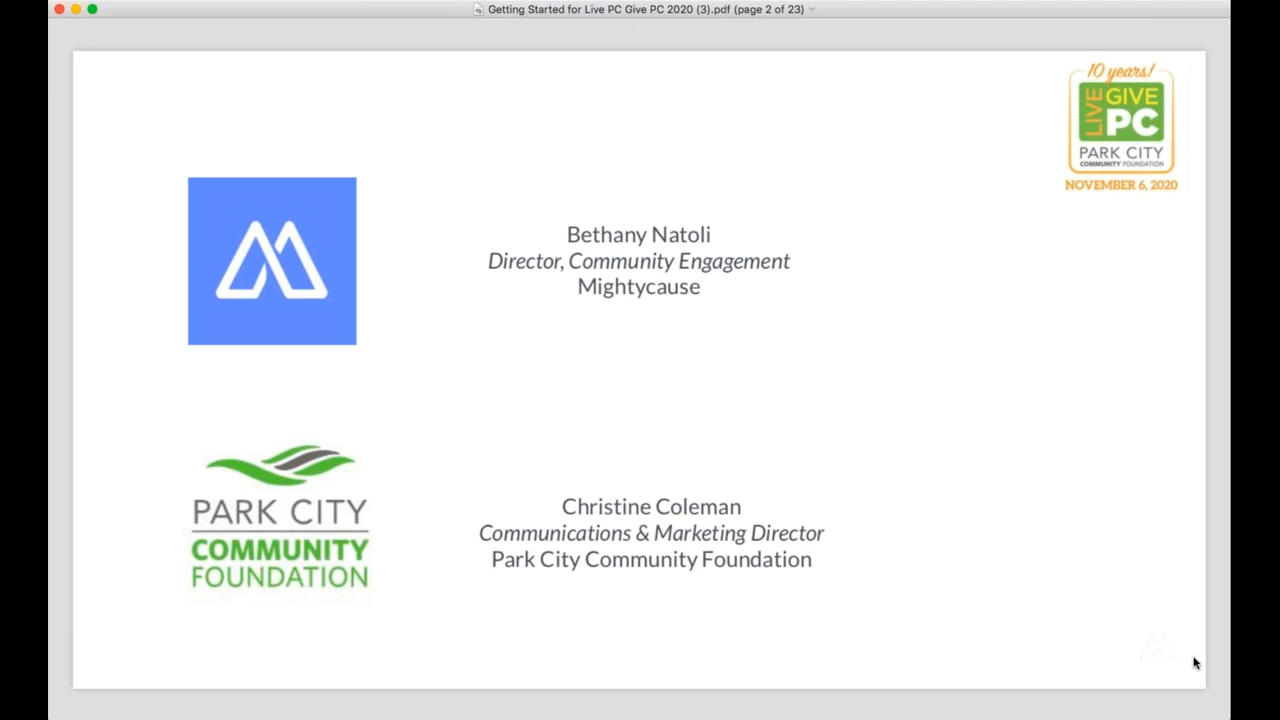 Getting Started for Live PC Give PC 2020 (3).pdf (page 2 of 23)
10 years!
LIVE
GIVE
PC
PARK CITY
COMMUNITY FOUNDATION
NOVEMBER 6, 2020
Bethany Natoli
Director, Community Engagement
Mightycause
PARK CITY
COMMUNITY
FOUNDATION
Christine Coleman
Communications & Marketing Director
Park City Community Foundation